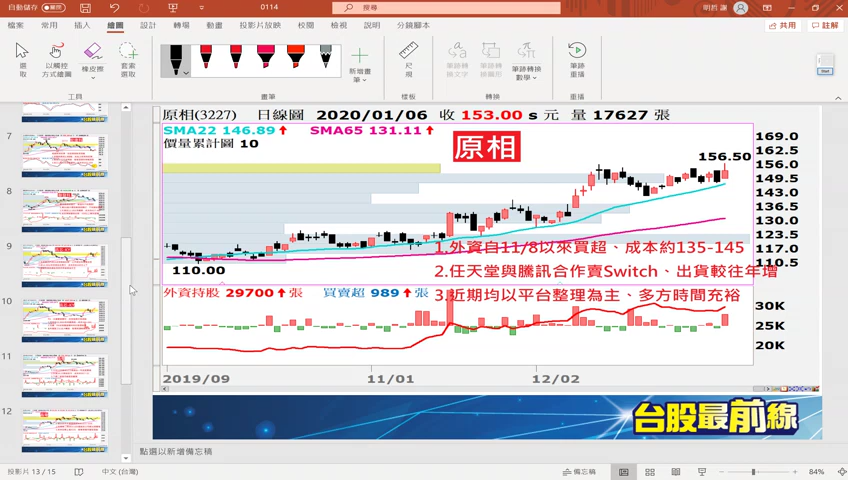 自動儲存
0114
搜尋
明哲 謝
檔案 常用 插入 繪圖 設計 轉場 動畫 投影片放映 校閱 檢視 說明 分鏡腳本
共用 註解
選取
以觸控方式繪圖
橡皮擦
套索選取
新增畫筆
尺規
筆跡轉換文字
筆跡轉換圖形
筆跡轉換數學
筆跡重播
工具 畫筆 樣板 轉換 重播
原相(3227) 日線圖 2020/01/06 收 153.00 s 元 量 17627 張
SMA22 146.89 SMA65 131.11
價量累計圖 10
原相
156.50
169.0
162.5
156.0
149.5
143.0
136.5
130.0
123.5
117.0
110.5
110.00
1.外資自11/8以來買超、成本約135-145
2.任天堂與騰訊合作賣Switch、出貨較往年增
3.近期均以平台整理為主、多方時間充裕
外資持股 29700 張 買賣超 989 張
30K
25K
20K
2019/09 11/01 12/02
台股最前線
7
8
9
10
11
12
按一下以新增備忘稿
投影片 13 / 15 中文 (台灣)
備忘稿
84%